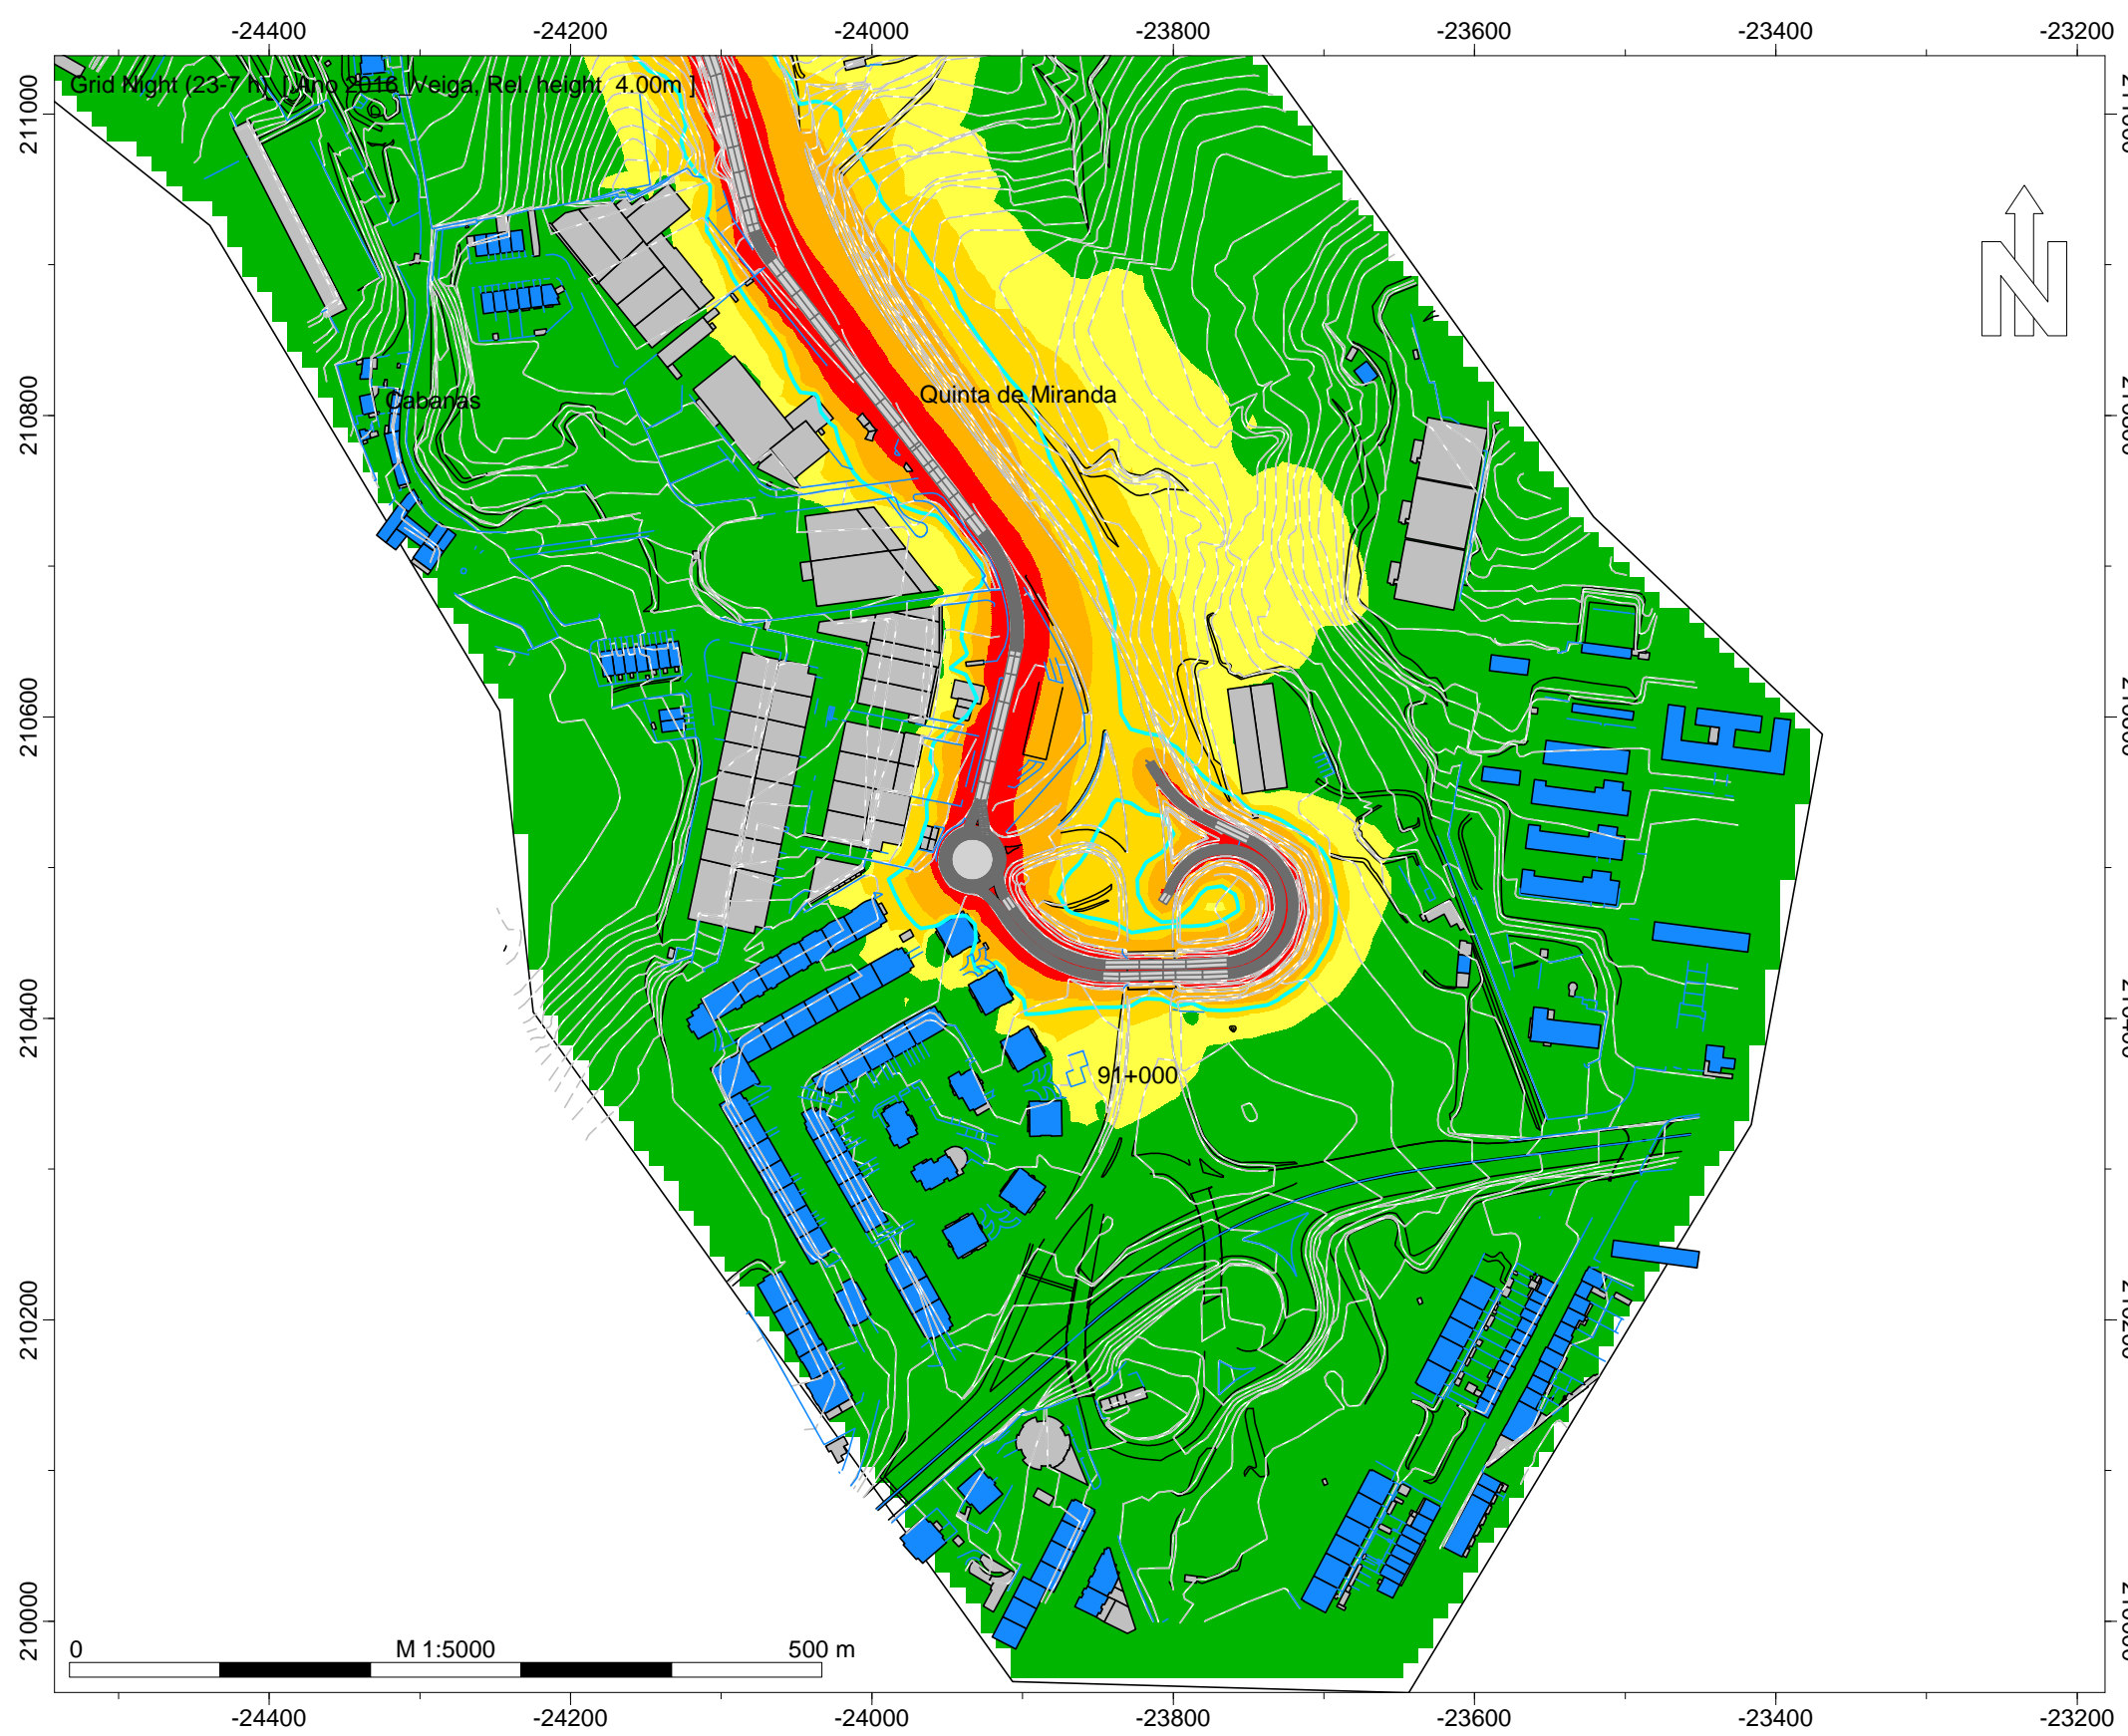 -24400 -24200 -24000 -23800 -23600 -23400 -23200
Grid Night (23-7 h) [ Ano 2016 Veiga, Rel. height 4.00m ]
211000
N
210800
Cabanas
Quinta de Miranda
210600
210400
91+000
210200
210000
0 M 1:5000 500 m
-24400 -24200 -24000 -23800 -23600 -23400 -23200